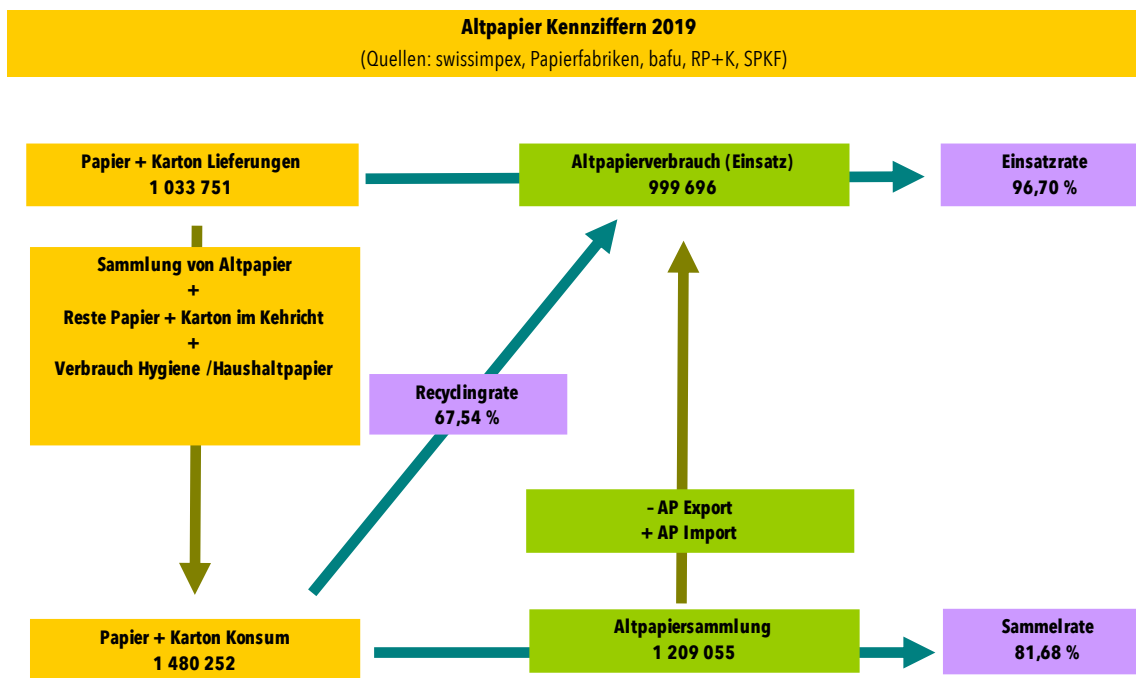 Altpapier Kennziffern 2019
(Quellen: swissimpex, Papierfabriken, bafu, RP+K, SPKF)
Papier + Karton Lieferungen
1 033 751
Altpapierverbrauch (Einsatz)
999 696
Einsatzrate
96,70 %
Sammlung von Altpapier
+
Reste Papier + Karton im Kehricht
+
Verbrauch Hygiene /Haushaltpapier
Recyclingrate
67,54 %
– AP Export
+ AP Import
Papier + Karton Konsum
1 480 252
Altpapiersammlung
1 209 055
Sammelrate
81,68 %